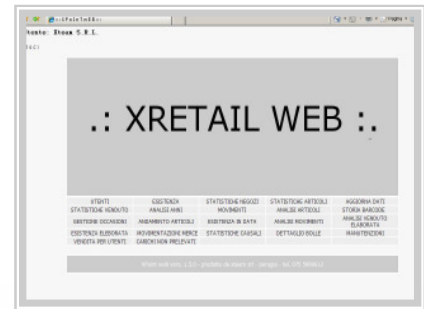 .: XRETAIL WEB :.
UTENTI ESISTENZA STATISTICHE NEGOZI STATISTICHE ARTICOLI AGGIORNA DATI
STATISTICHE VENDUTO ANALISI ANNI MOVIMENTI ANALISI ARTICOLI STORIA BARCODE
GESTIONE OCCASIONI ANDAMENTO ARTICOLI ESISTENZA IN DATA ANALISI MOVIMENTI ANALISI VENDUTO ELABORATA
ESISTENZA ELABORATA MOVIMENTAZIONE MERCE STATISTICHE CAUSALI DETTAGLIO BOLLE MANUTENZIONI
VENDITA PER UTENTI CARICHI NON PRELEVATI